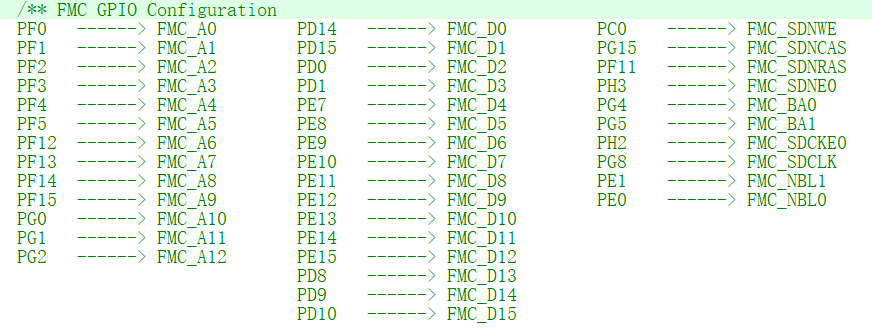 /** FMC GPIO Configuration
PF0 ------> FMC_A0 PD14 ------> FMC_D0 PC0 ------> FMC_SDNWE
PF1 ------> FMC_A1 PD15 ------> FMC_D1 PG15 ------> FMC_SDNCAS
PF2 ------> FMC_A2 PD0 ------> FMC_D2 PF11 ------> FMC_SDNRAS
PF3 ------> FMC_A3 PD1 ------> FMC_D3 PH3 ------> FMC_SDNE0
PF4 ------> FMC_A4 PE7 ------> FMC_D4 PG4 ------> FMC_BA0
PF5 ------> FMC_A5 PE8 ------> FMC_D5 PG5 ------> FMC_BA1
PF12 ------> FMC_A6 PE9 ------> FMC_D6 PH2 ------> FMC_SDCKE0
PF13 ------> FMC_A7 PE10 ------> FMC_D7 PG8 ------> FMC_SDCLK
PF14 ------> FMC_A8 PE11 ------> FMC_D8 PE1 ------> FMC_NBL1
PF15 ------> FMC_A9 PE12 ------> FMC_D9 PE0 ------> FMC_NBL0
PG0 ------> FMC_A10 PE13 ------> FMC_D10
PG1 ------> FMC_A11 PE14 ------> FMC_D11
PG2 ------> FMC_A12 PE15 ------> FMC_D12
PD8 ------> FMC_D13
PD9 ------> FMC_D14
PD10 ------> FMC_D15